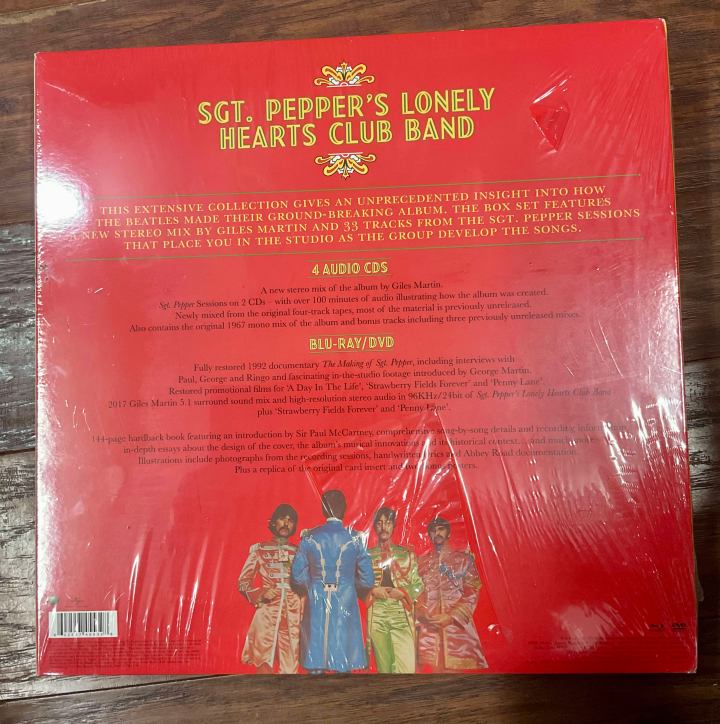 SGT. PEPPER'S LONELY
HEARTS CLUB BAND
THIS EXTENSIVE COLLECTION GIVES AN UNPRECEDENTED INSIGHT INTO HOW
THE BEATLES MADE THEIR GROUND-BREAKING ALBUM. THE BOX SET FEATURES
NEW STEREO MIX BY GILES MARTIN AND 33 TRACKS FROM THE SGT. PEPPER SESSIONS
THAT PLACE YOU IN THE STUDIO AS THE GROUP DEVELOP THE SONGS.
4 AUDIO CDS
A new stereo mix of the album by Giles Martin.
Sgt. Pepper Sessions on 2 CDs – with over 100 minutes of audio illustrating how the album was created.
Newly mixed from the original four-track tapes, most of the material is previously unreleased.
Also contains the original 1967 mono mix of the album and bonus tracks including three previously unreleased mixes.
BLU-RAY/DVD
Fully restored 1992 documentary The Making of Sgt. Pepper, including interviews with
Paul, George and Ringo and fascinating in-the-studio footage introduced by George Martin.
Restored promotional films for 'A Day In The Life', 'Strawberry Fields Forever' and 'Penny Lane'.
2017 Giles Martin 5.1 surround sound mix and high-resolution stereo audio in 96KHz/24bit of Sgt. Pepper's Lonely Hearts Club Band
plus 'Strawberry Fields Forever' and 'Penny Lane'.
144-page hardback book featuring an introduction by Sir Paul McCartney, comprehensive song-by-song details and recording information,
in-depth essays about the design of the cover, the album's musical innovations and its historical context... and much more.
Illustrations include photographs from the recording sessions, handwritten lyrics and Abbey Road documentation.
Plus a replica of the original card insert and two bonus posters.
DVD